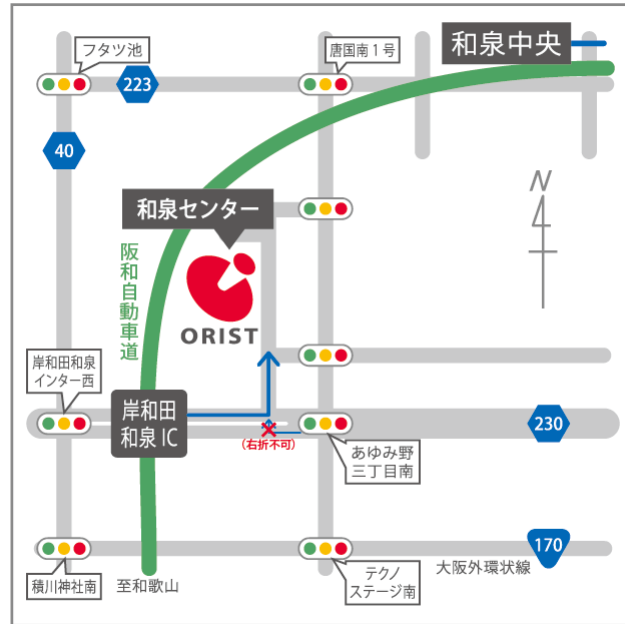 フタツ池
唐国南1号
和泉中央
223
40
N
和泉センター
阪和自動車道
ORIST
岸和田和泉
インター西
岸和田
和泉IC
(右折不可)
あゆみ野
三丁目南
230
170
大阪外環状線
積川神社南
至和歌山
テクノ
ステージ南